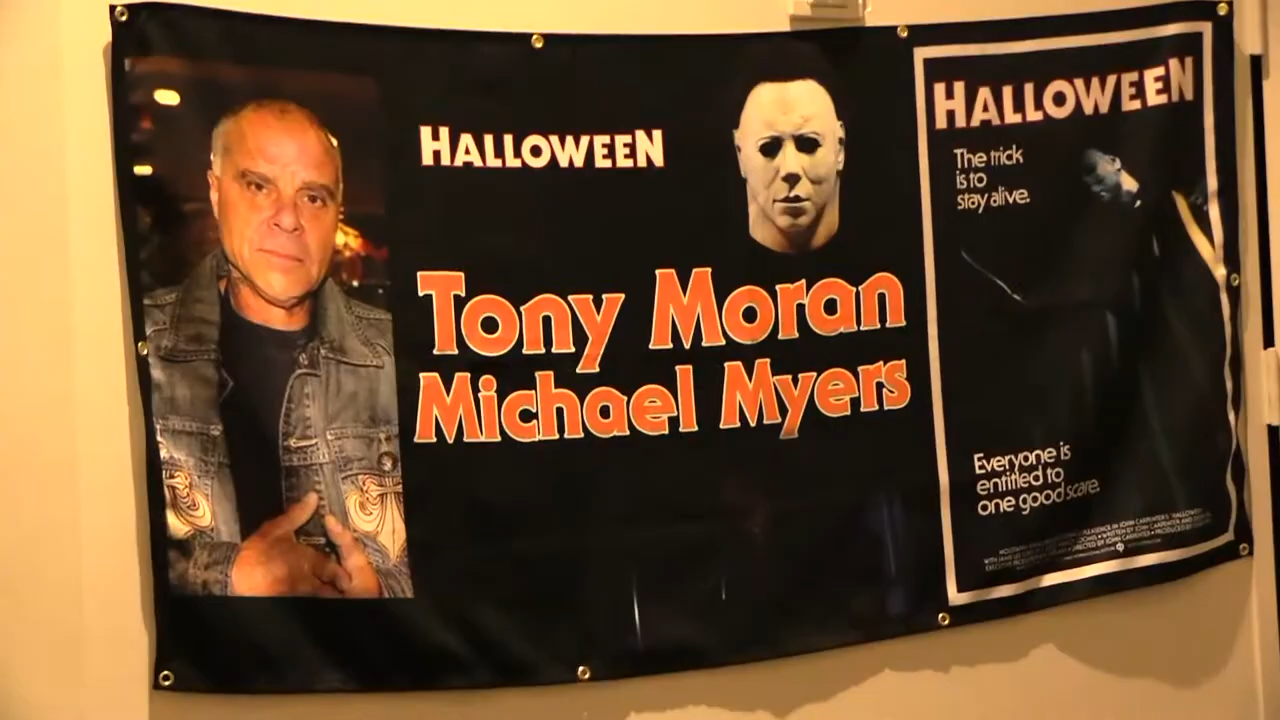 HALLOWEEN
Tony Moran
Michael Myers
HALLOWEEN
The trick
is to
stay alive.
Everyone is
entitled to
one good scare.